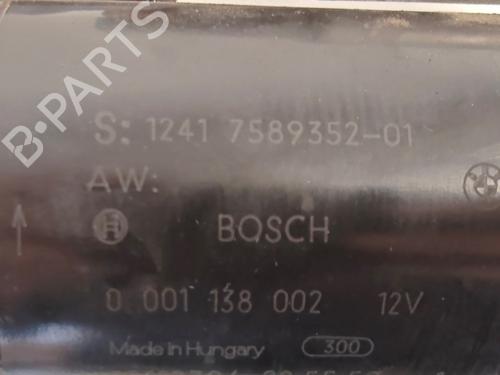 B-PARTS
S: 1241 7589352-01
AW:
BOSCH
0 001 138 002 12V
Made in Hungary 300